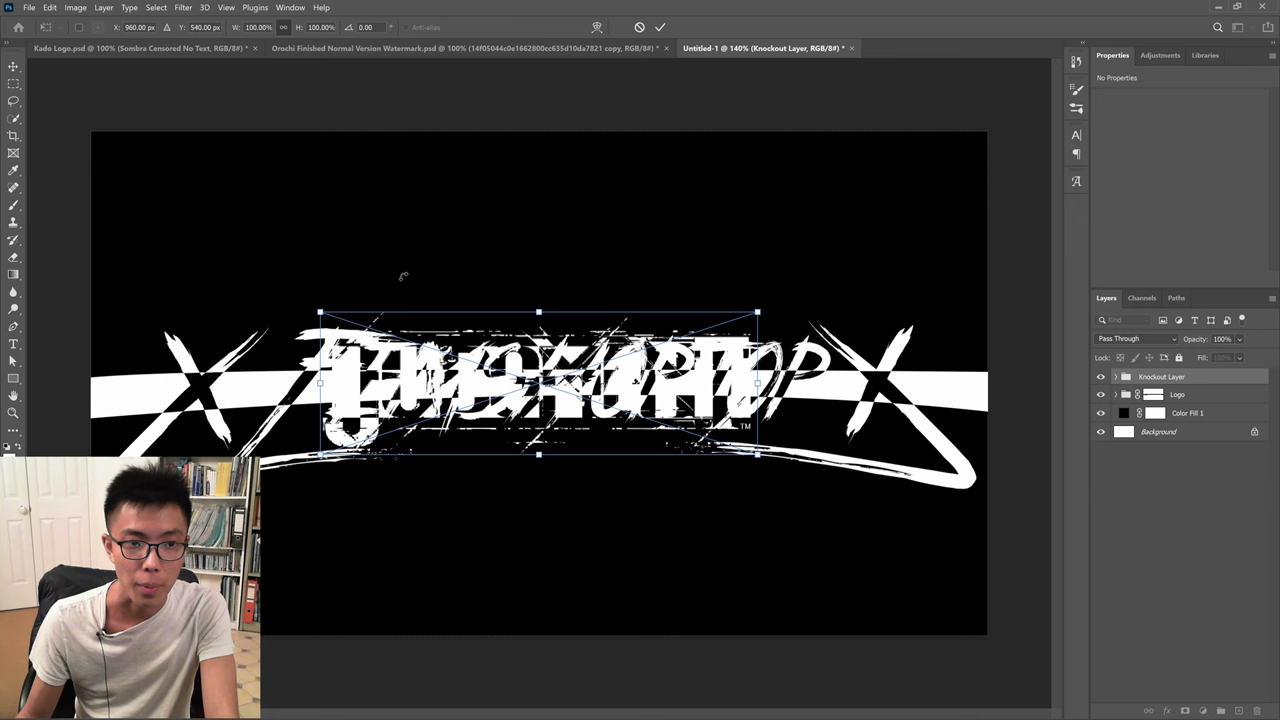 File Edit Image Layer Type Select Filter 3D View Plugins Window Help
X: 960.00 px Y: 540.00 px W: 100.00% H: 100.00% 0.00 ° Anti-alias
Kado Logo.psd @ 100% (Sombra Censored No Text, RGB/8#) * × Orochi Finished Normal Version Watermark.psd @ 100% (14f05044c0e1662800cc635d10da7821 copy, RGB/8#) * × Untitled-1 @ 140% (Knockout Layer, RGB/8#) * ×
Properties Adjustments Libraries
No Properties
Layers Channels Paths
Kind
Pass Through Opacity: 100%
Lock: Fill: 100%
Knockout Layer
Logo
Color Fill 1
Background
TM